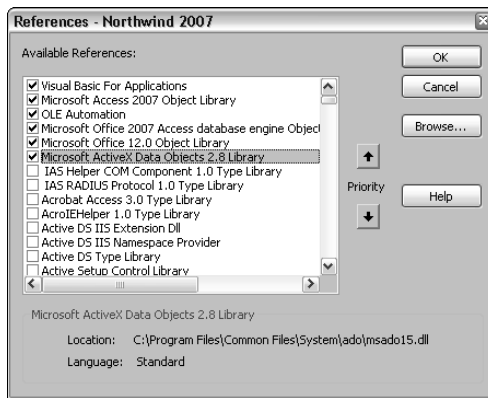 References - Northwind 2007
Available References:
Visual Basic For Applications
Microsoft Access 2007 Object Library
OLE Automation
Microsoft Office 2007 Access database engine Objec
Microsoft Office 12.0 Object Library
Microsoft ActiveX Data Objects 2.8 Library
IAS Helper COM Component 1.0 Type Library
IAS RADIUS Protocol 1.0 Type Library
Acrobat Access 3.0 Type Library
AcroIEHelper 1.0 Type Library
Active DS IIS Extension Dll
Active DS IIS Namespace Provider
Active DS Type Library
Active Setup Control Library
OK
Cancel
Browse...
Priority
Help
Microsoft ActiveX Data Objects 2.8 Library
Location: C:\Program Files\Common Files\System\ado\msado15.dll
Language: Standard